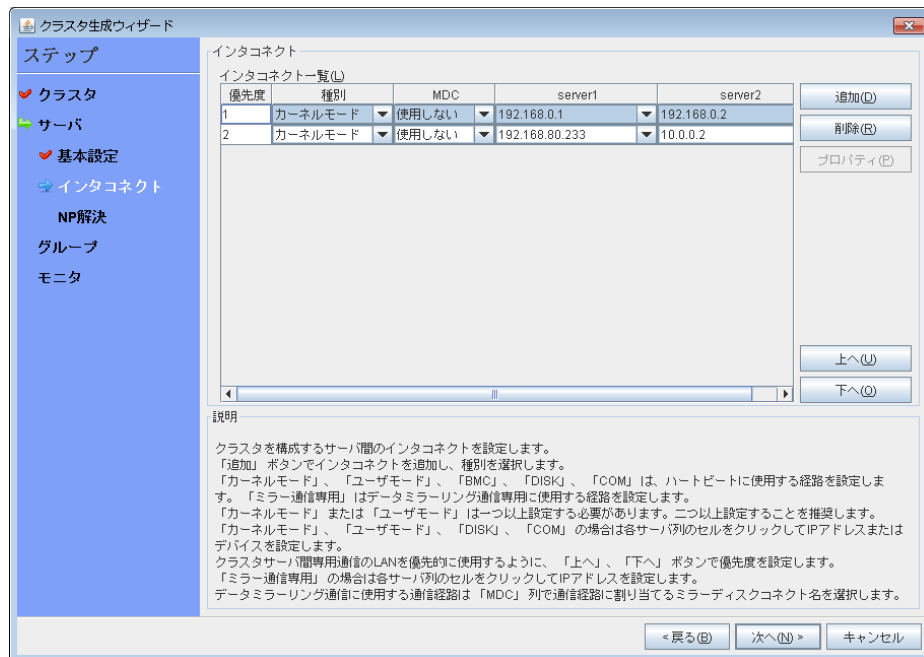 クラスタ生成ウィザード
ステップ
クラスタ
サーバ
基本設定
インタコネクト
NP解決
グループ
モニタ
インタコネクト
インタコネクト一覧(L)
優先度 種別 MDC server1 server2
1 カーネルモード 使用しない 192.168.0.1 192.168.0.2
2 カーネルモード 使用しない 192.168.80.233 10.0.0.2
追加(D)
削除(R)
プロパティ(P)
上へ(U)
下へ(O)
説明
クラスタを構成するサーバ間のインタコネクトを設定します。
「追加」 ボタンでインタコネクトを追加し、種別を選択します。
「カーネルモード」、「ユーザモード」、「BMC」、「DISK」、「COM」 は、ハートビートに使用する経路を設定しま
す。 「ミラー通信専用」はデータミラーリング通信専用に使用する経路を設定します。
「カーネルモード」 または 「ユーザモード」 は一つ以上設定する必要があります。二つ以上設定することを推奨します。
「カーネルモード」、「ユーザモード」、「DISK」、「COM」 の場合は各サーバ列のセルをクリックしてIPアドレスまたは
デバイスを設定します。
クラスタサーバ間専用通信のLANを優先的に使用するように、「上へ」、「下へ」 ボタンで優先度を設定します。
「ミラー通信専用」 の場合は各サーバ列のセルをクリックしてIPアドレスを設定します。
データミラーリング通信に使用する通信経路は 「MDC」 列で通信経路に割り当てるミラーディスクコネクト名を選択します。
<戻る(B) 次へ(N)> キャンセル